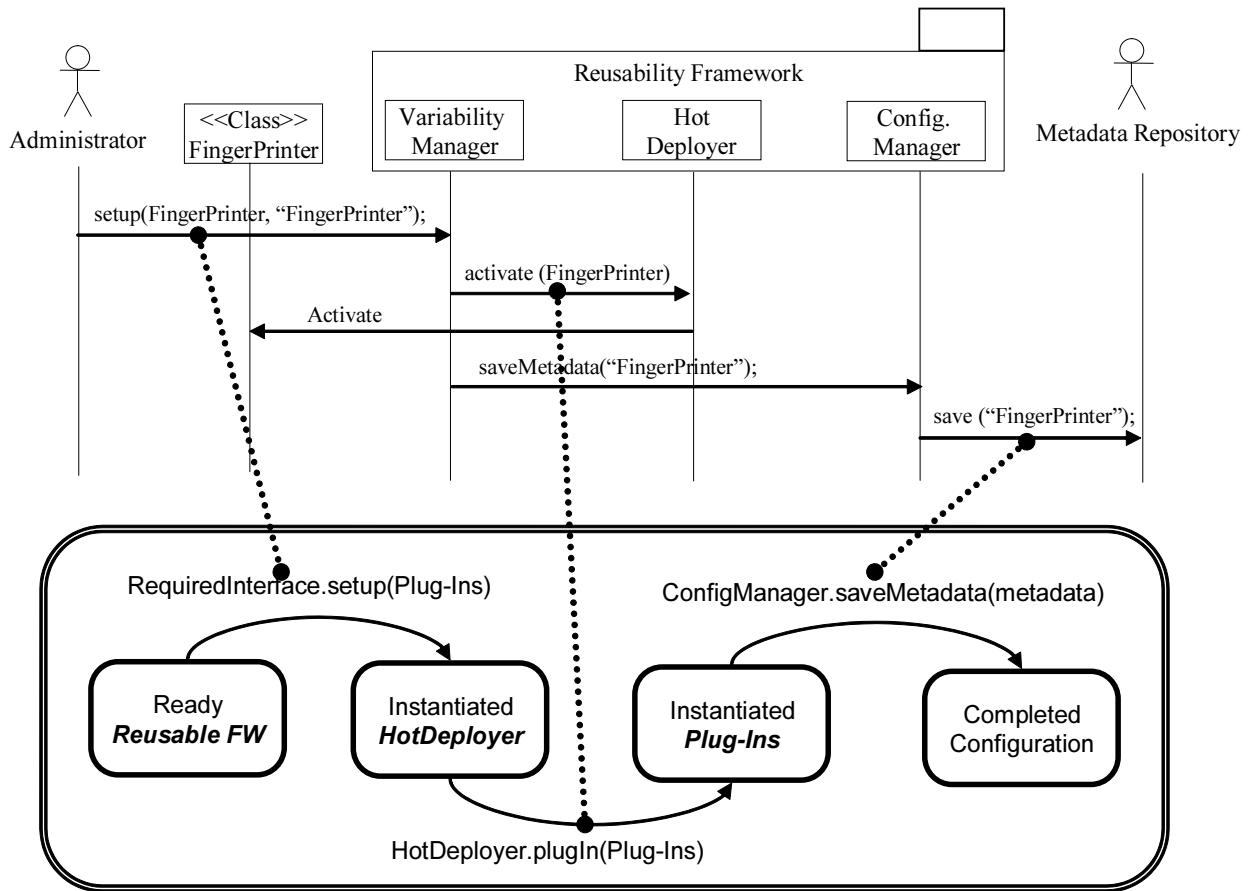 Reusability Framework
Administrator
<<Class>>
FingerPrinter
Variability
Manager
Hot
Deployer
Config.
Manager
Metadata Repository
setup(FingerPrinter, “FingerPrinter”);
activate (FingerPrinter)
Activate
saveMetadata(“FingerPrinter”);
save (“FingerPrinter”);
RequiredInterface.setup(Plug-Ins)
ConfigManager.saveMetadata(metadata)
Ready
Reusable FW
Instantiated
HotDeployer
Instantiated
Plug-Ins
Completed
Configuration
HotDeployer.plugIn(Plug-Ins)